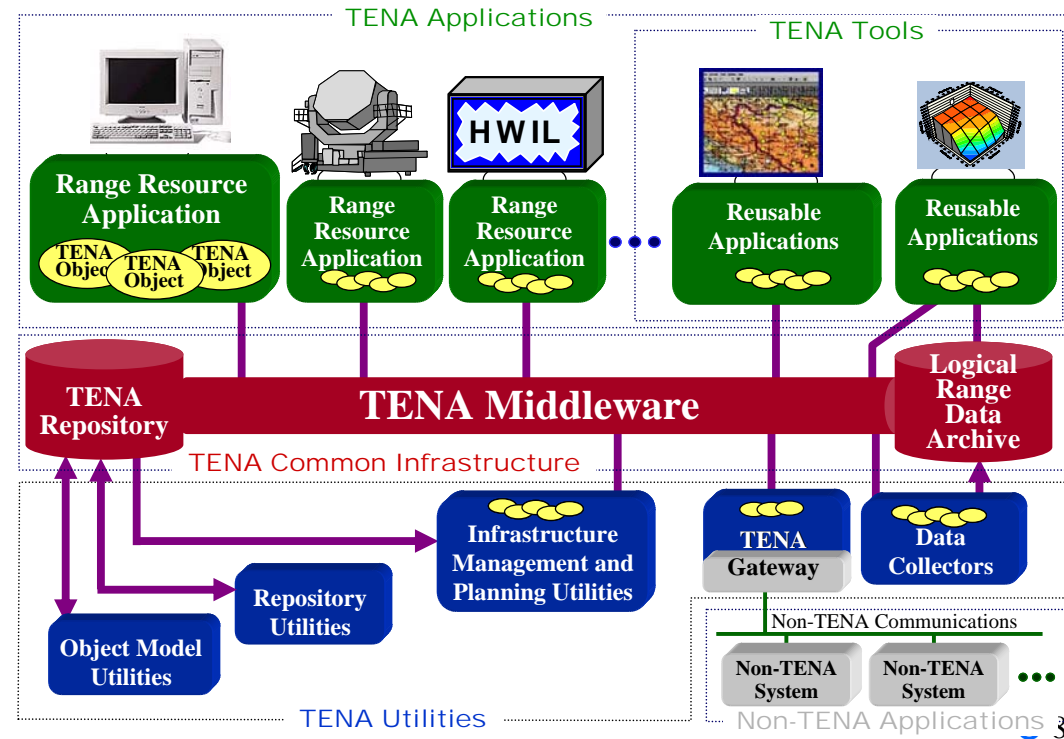 TENA Applications
TENA Tools
HWIL
Range Resource
Application
TENA
Object
TENA
Object
TENA
Object
Range
Resource
Application
Range
Resource
Application
Reusable
Applications
Reusable
Applications
TENA
Repository
TENA Middleware
Logical
Range
Data
Archive
TENA Common Infrastructure
Infrastructure
Management and
Planning Utilities
TENA
Gateway
Data
Collectors
Repository
Utilities
Object Model
Utilities
Non-TENA Communications
Non-TENA
System
Non-TENA
System
TENA Utilities
Non-TENA Applications